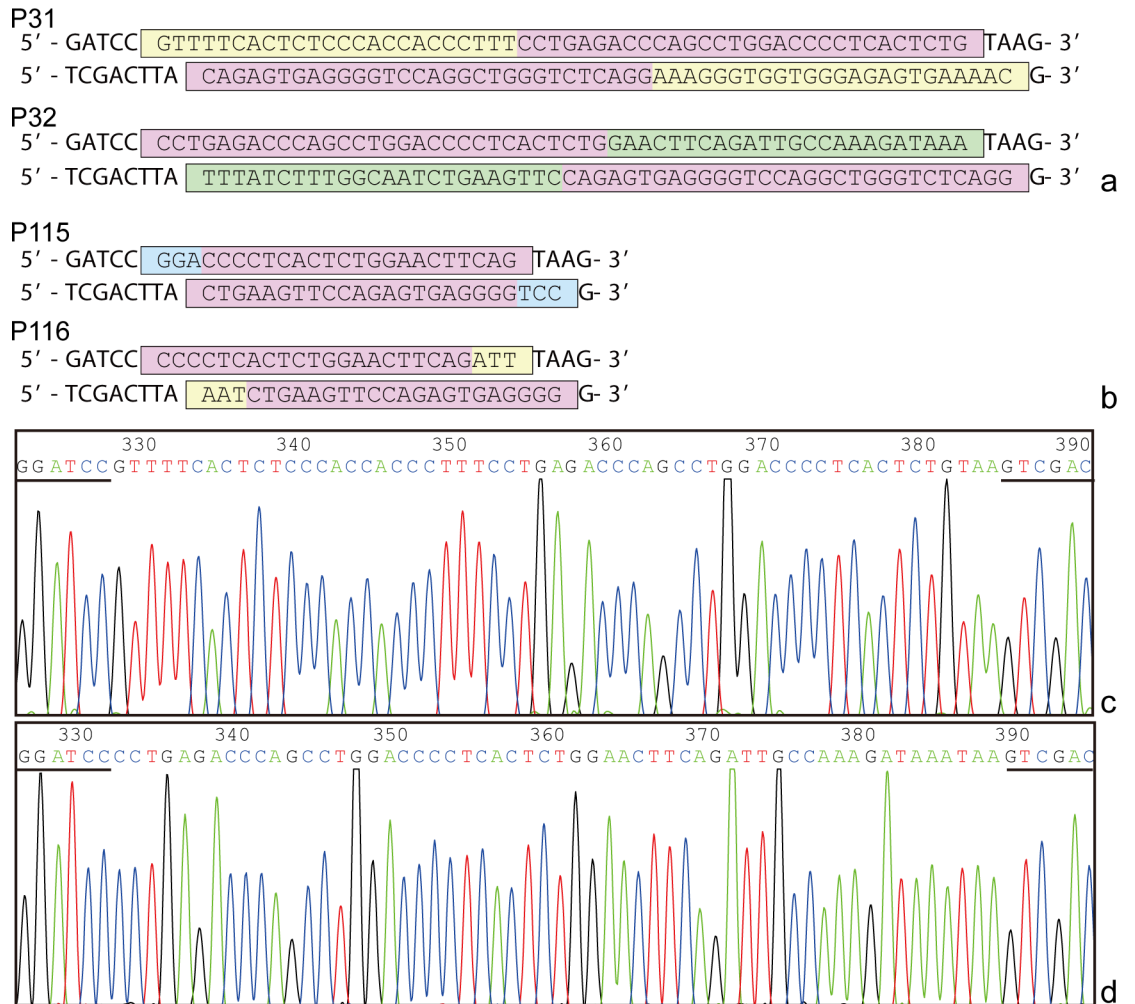 P31
5′ - GATCC GTTTTCACTCTCCCACCACCCTTTCCTGAGACCCAGCCTGGACCCCTCACTCTG TAAG- 3′
5′ - TCGACTTA CAGAGTGAGGGGTCCAGGCTGGGTCTCAGGAAAGGGTGGTGGGAGAGTGAAAAC G- 3′
P32
5′ - GATCC CCTGAGACCCAGCCTGGACCCCTCACTCTGGAACTTCAGATTGCCAAAGATAAA TAAG- 3′
5′ - TCGACTTA TTTATCTTTGGCAATCTGAAGTTCCAGAGTGAGGGGTCCAGGCTGGGTCTCAGG G- 3′
a
P115
5′ - GATCC GGACCCCTCACTCTGGAACTTCAG TAAG- 3′
5′ - TCGACTTA CTGAAGTTCCAGAGTGAGGGGTCC G- 3′
P116
5′ - GATCC CCCCTCACTCTGGAACTTCAGATT TAAG- 3′
5′ - TCGACTTA AATCTGAAGTTCCAGAGTGAGGGG G- 3′
b
330 340 350 360 370 380 390
GGATCCGTTTTCACTCTCCCACCACCCTTTCCTGAGACCCAGCCTGGACCCCTCACTCTGTAAGTCGAC
c
330 340 350 360 370 380 390
GGATCCCCTGAGACCCAGCCTGGACCCCTCACTCTGGAACTTCAGATTGCCAAAGATAAATAAGTCGAC
d